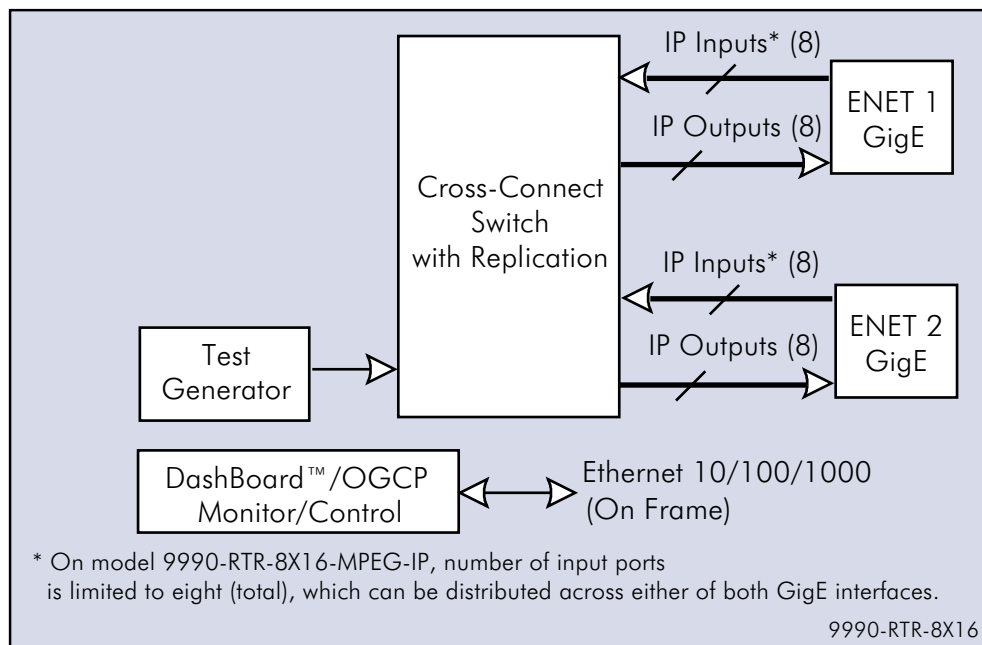 IP Inputs* (8)
ENET 1
GigE
IP Outputs (8)
Cross-Connect
Switch
with Replication
IP Inputs* (8)
ENET 2
GigE
IP Outputs (8)
Test
Generator
DashBoard™/OGCP
Monitor/Control
Ethernet 10/100/1000
(On Frame)
* On model 9990-RTR-8X16-MPEG-IP, number of input ports
is limited to eight (total), which can be distributed across either of both GigE interfaces.
9990-RTR-8X16